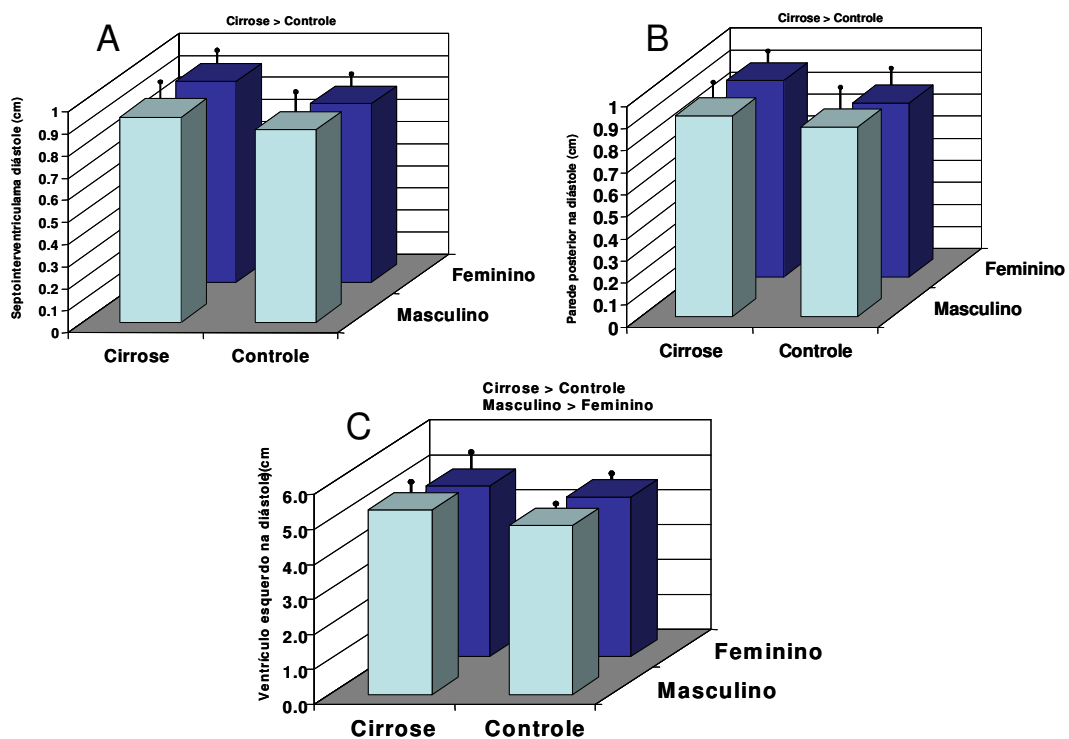 A
Cirrose > Controle
Septointerventriculama diástole (cm)
1
0.9
0.8
0.7
0.6
0.5
0.4
0.3
0.2
0.1
0
Cirrose
Controle
Masculino
Feminino
B
Cirrose > Controle
Parede posterior na diástole (cm)
1
0.9
0.8
0.7
0.6
0.5
0.4
0.3
0.2
0.1
0
Cirrose
Controle
Masculino
Feminino
C
Cirrose > Controle
Masculino > Feminino
Ventrículo esquerdo na diástole(cm
6.0
5.0
4.0
3.0
2.0
1.0
0.0
Cirrose
Controle
Masculino
Feminino